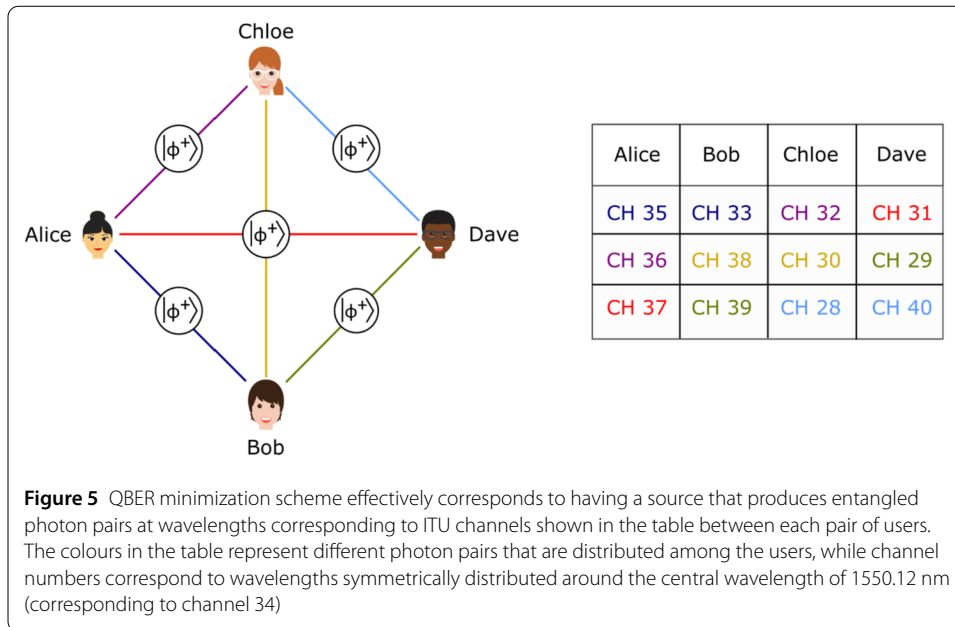 Chloe
|ϕ⁺⟩
|ϕ⁺⟩
Alice
|ϕ⁺⟩
Dave
|ϕ⁺⟩
|ϕ⁺⟩
Bob
Alice Bob Chloe Dave
CH 35 CH 33 CH 32 CH 31
CH 36 CH 38 CH 30 CH 29
CH 37 CH 39 CH 28 CH 40
Figure 5 QBER minimization scheme effectively corresponds to having a source that produces entangled
photon pairs at wavelengths corresponding to ITU channels shown in the table between each pair of users.
The colours in the table represent different photon pairs that are distributed among the users, while channel
numbers correspond to wavelengths symmetrically distributed around the central wavelength of 1550.12 nm
(corresponding to channel 34)